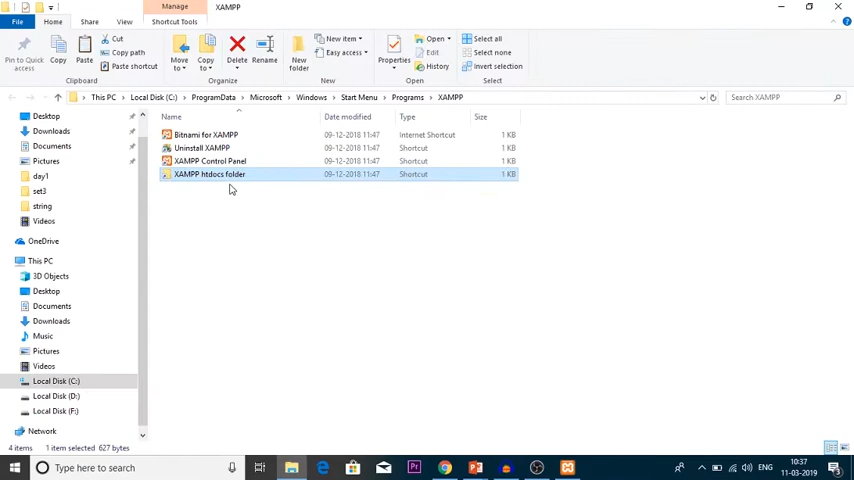 Manage
XAMPP
File
Home
Share
View
Shortcut Tools
Pin to Quick access
Copy
Paste
Cut
Copy path
Paste shortcut
Clipboard
Move to
Copy to
Delete
Rename
Organize
New folder
New item
Easy access
New
Properties
Open
Edit
History
Open
Select all
Select none
Invert selection
Select
This PC
Local Disk (C:)
ProgramData
Microsoft
Windows
Start Menu
Programs
XAMPP
Search XAMPP
Name
Date modified
Type
Size
Bitnami for XAMPP 09-12-2018 11:47 Internet Shortcut 1 KB
Uninstall XAMPP 09-12-2018 11:47 Shortcut 1 KB
XAMPP Control Panel 09-12-2018 11:47 Shortcut 1 KB
XAMPP htdocs folder 09-12-2018 11:47 Shortcut 1 KB
Desktop
Downloads
Documents
Pictures
day1
set3
string
Videos
OneDrive
This PC
3D Objects
Desktop
Documents
Downloads
Music
Pictures
Videos
Local Disk (C:)
Local Disk (D:)
Local Disk (F:)
Network
4 items
1 item selected 627 bytes
Type here to search
Pr
ENG
10:37
11-03-2019
3